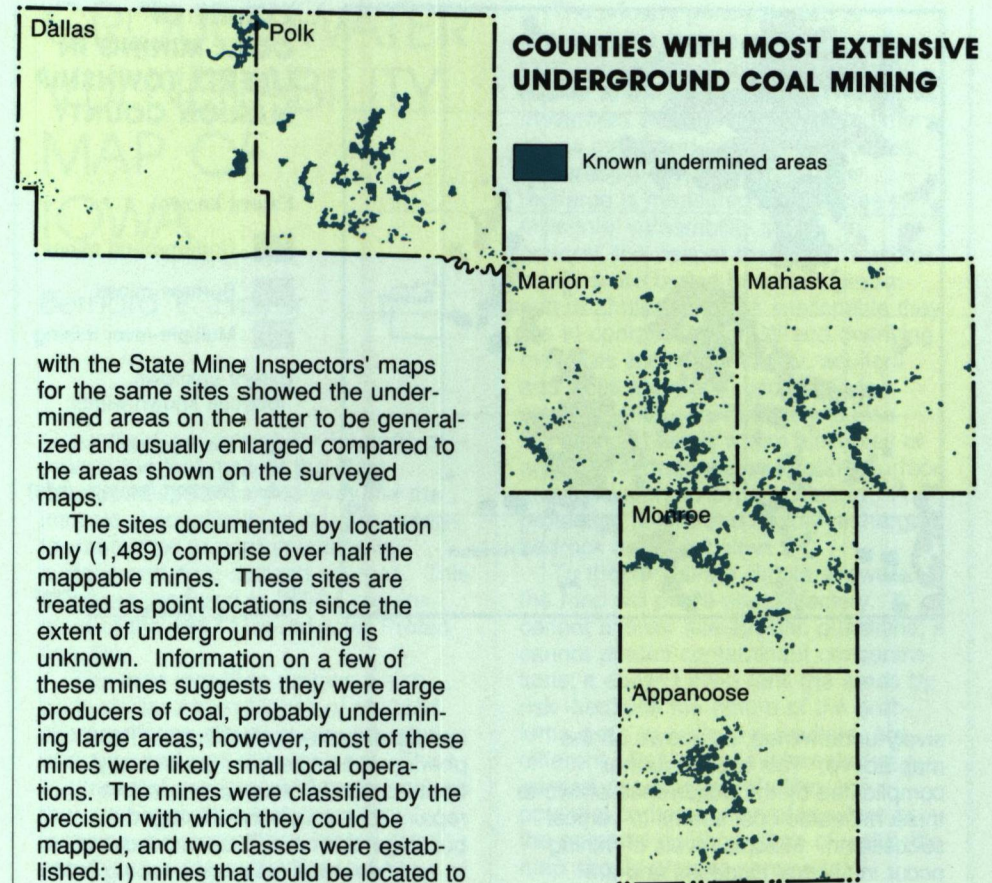 Dallas
Polk
COUNTIES WITH MOST EXTENSIVE
UNDERGROUND COAL MINING
Known undermined areas
Marion
Mahaska
Monroe
Appanoose
with the State Mine Inspectors' maps
for the same sites showed the under-
mined areas on the latter to be general-
ized and usually enlarged compared to
the areas shown on the surveyed
maps.
The sites documented by location
only (1,489) comprise over half the
mappable mines. These sites are
treated as point locations since the
extent of underground mining is
unknown. Information on a few of
these mines suggests they were large
producers of coal, probably undermin-
ing large areas; however, most of these
mines were likely small local opera-
tions. The mines were classified by the
precision with which they could be
mapped, and two classes were estab-
lished: 1) mines that could be located to